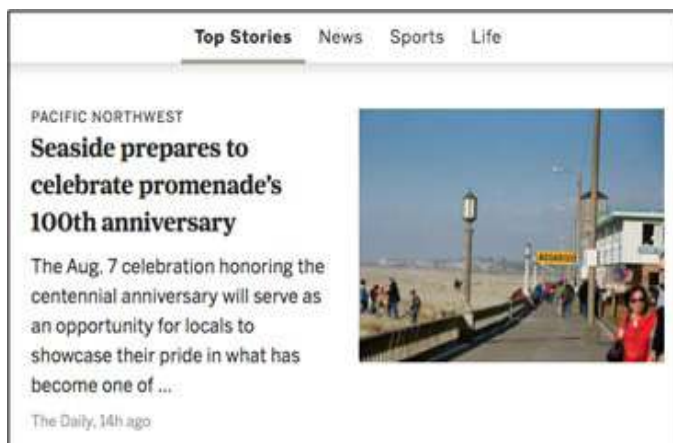 Top Stories News Sports Life
PACIFIC NORTHWEST
Seaside prepares to
celebrate promenade's
100th anniversary
The Aug. 7 celebration honoring the
centennial anniversary will serve as
an opportunity for locals to
showcase their pride in what has
become one of ...
The Daily, 14h ago
AQUARIUM